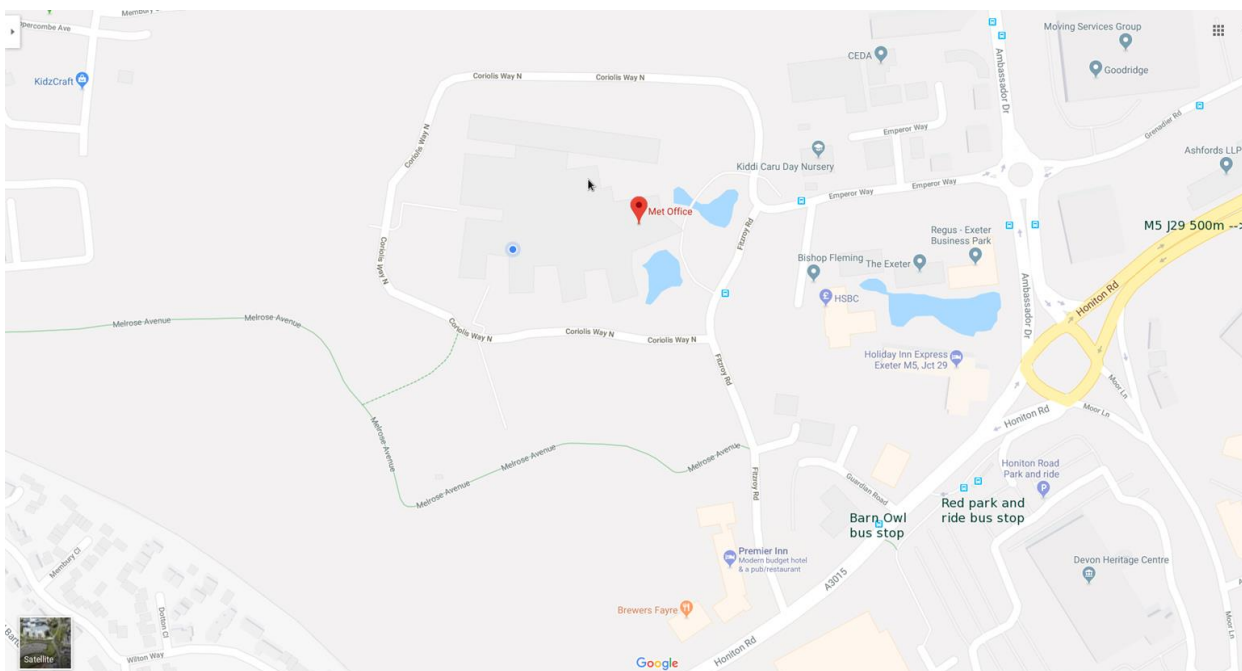 Membury
percombe Ave
KidzCraft
Coriolis Way N
Coriolis Way N
Coriolis Way N
Coriolis Way N
Coriolis Way N
Coriolis Way N
Coriolis Way N
Met Office
CEDA
Moving Services Group
Goodridge
Ambassador Dr
Grenadier Rd
Ashfords LLP
Emperor Way
Kiddi Caru Day Nursery
Emperor Way
Emperor Way
Fitzroy Rd
Regus - Exeter
Business Park
M5 J29 500m -->
Bishop Fleming
The Exeter
HSBC
Ambassador Dr
Honiton Rd
Holiday Inn Express
Exeter M5, Jct 29
Melrose Avenue
Melrose Avenue
Fitzroy Rd
Moor Ln
Moor Ln
Honiton Rd
Melrose Avenue
Melrose Avenue
Melrose Avenue
Melrose Avenue
Fitzroy Rd
Guardian Road
Honiton Road
Park and ride
P
Red park and
ride bus stop
Barn Owl
bus stop
Premier Inn
Modern budget hotel
& a pub/restaurant
A3015
Devon Heritage Centre
Brewers Fayre
Membury Cl
Dotton Cl
Wilton Way
Satellite
Google
Honiton Rd
Moor Ln